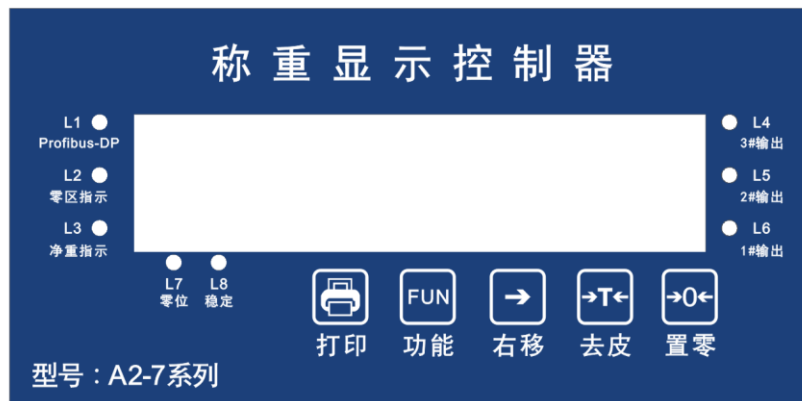 称重显示控制器
L1
Profibus-DP
L2
零区指示
L3
净重指示
L4
3#输出
L5
2#输出
L6
1#输出
L7
零位
L8
稳定
FUN
→T←
→0←
打印
功能
右移
去皮
置零
型号：A2-7系列